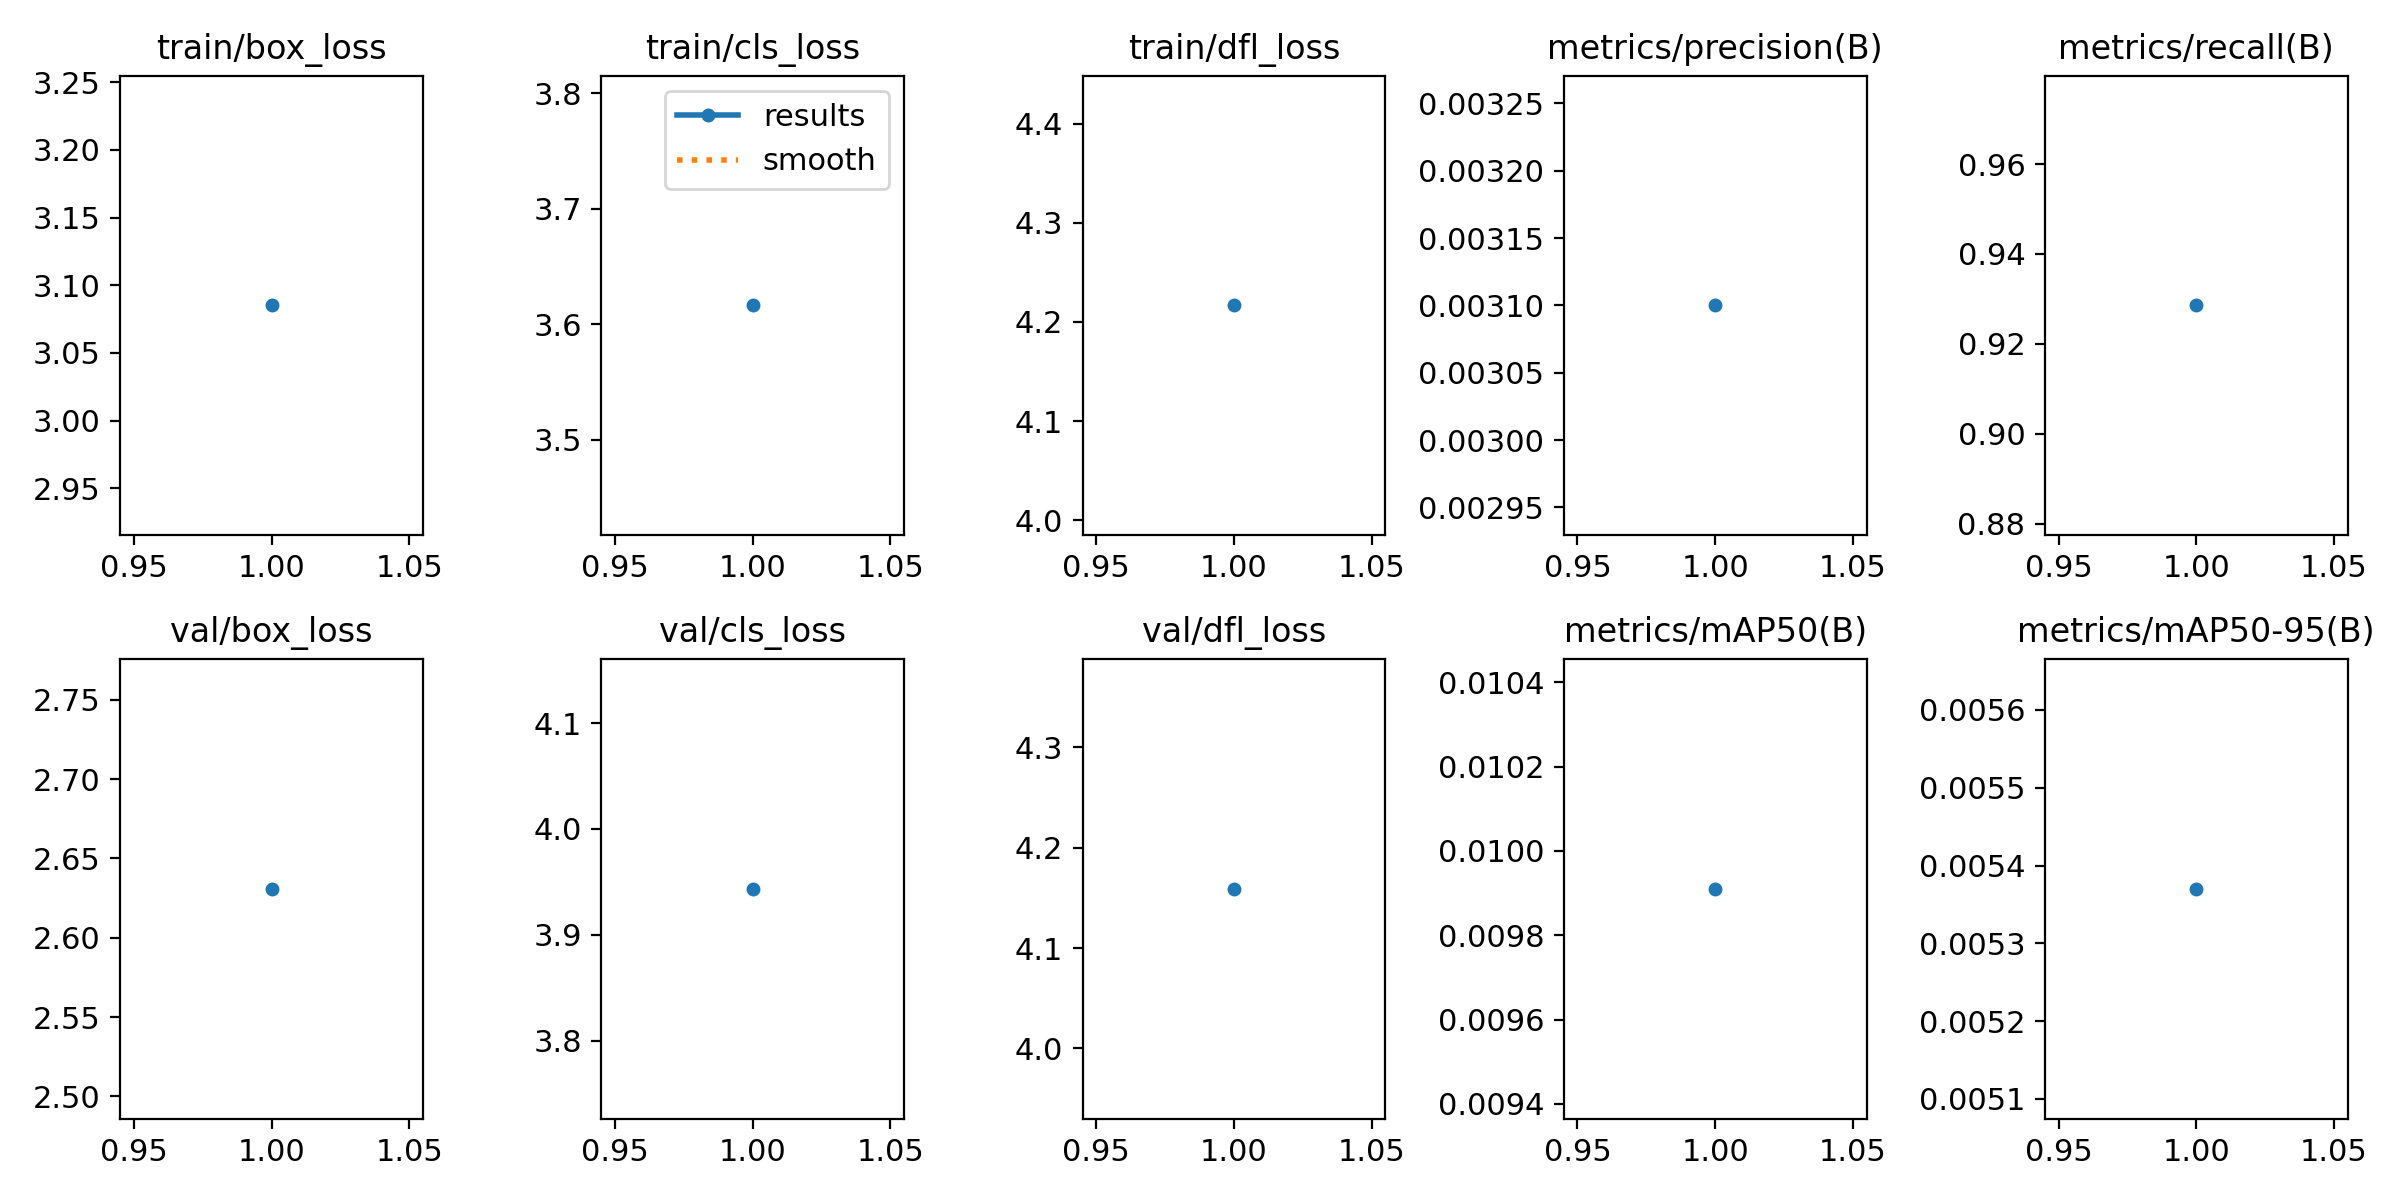 train/box_loss
3.25
3.20
3.15
3.10
3.05
3.00
2.95
0.95 1.00 1.05
train/cls_loss
3.8
3.7
3.6
3.5
results
smooth
0.95 1.00 1.05
train/dfl_loss
4.4
4.3
4.2
4.1
4.0
0.95 1.00 1.05
metrics/precision(B)
0.00325
0.00320
0.00315
0.00310
0.00305
0.00300
0.00295
0.95 1.00 1.05
metrics/recall(B)
0.96
0.94
0.92
0.90
0.88
0.95 1.00 1.05
val/box_loss
2.75
2.70
2.65
2.60
2.55
2.50
0.95 1.00 1.05
val/cls_loss
4.1
4.0
3.9
3.8
0.95 1.00 1.05
val/dfl_loss
4.3
4.2
4.1
4.0
0.95 1.00 1.05
metrics/mAP50(B)
0.0104
0.0102
0.0100
0.0098
0.0096
0.0094
0.95 1.00 1.05
metrics/mAP50-95(B)
0.0056
0.0055
0.0054
0.0053
0.0052
0.0051
0.95 1.00 1.05